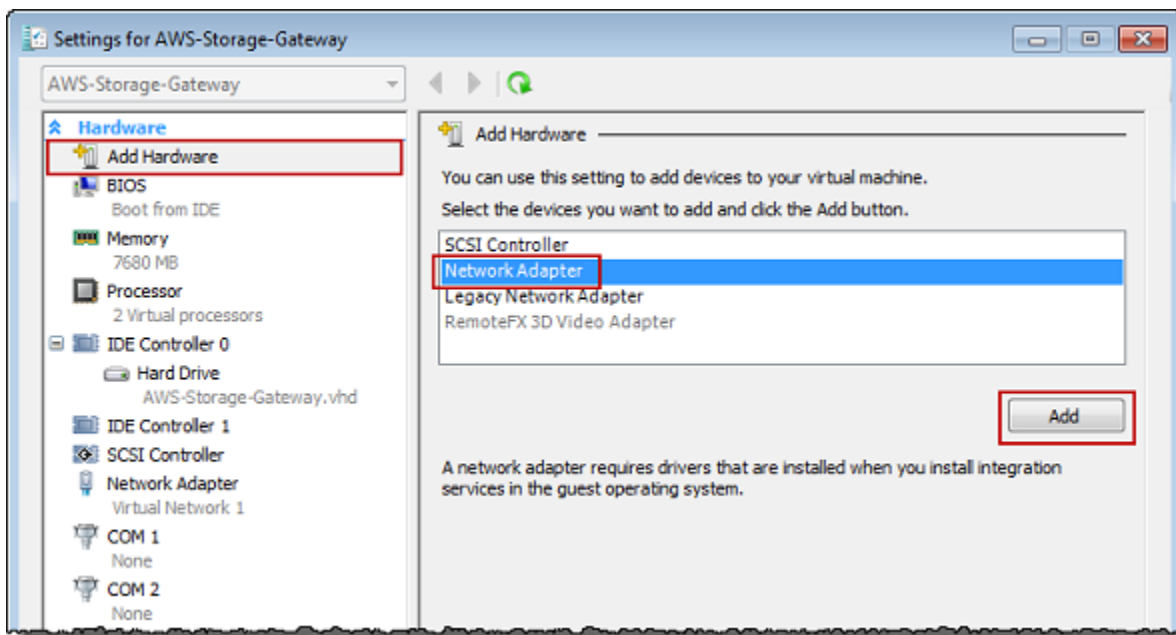 Settings for AWS-Storage-Gateway
AWS-Storage-Gateway
Hardware
Add Hardware
BIOS
Boot from IDE
Memory
7680 MB
Processor
2 Virtual processors
IDE Controller 0
Hard Drive
AWS-Storage-Gateway.vhd
IDE Controller 1
SCSI Controller
Network Adapter
Virtual Network 1
COM 1
None
COM 2
None
Add Hardware
You can use this setting to add devices to your virtual machine.
Select the devices you want to add and click the Add button.
SCSI Controller
Network Adapter
Legacy Network Adapter
RemoteFX 3D Video Adapter
Add
A network adapter requires drivers that are installed when you install integration
services in the guest operating system.